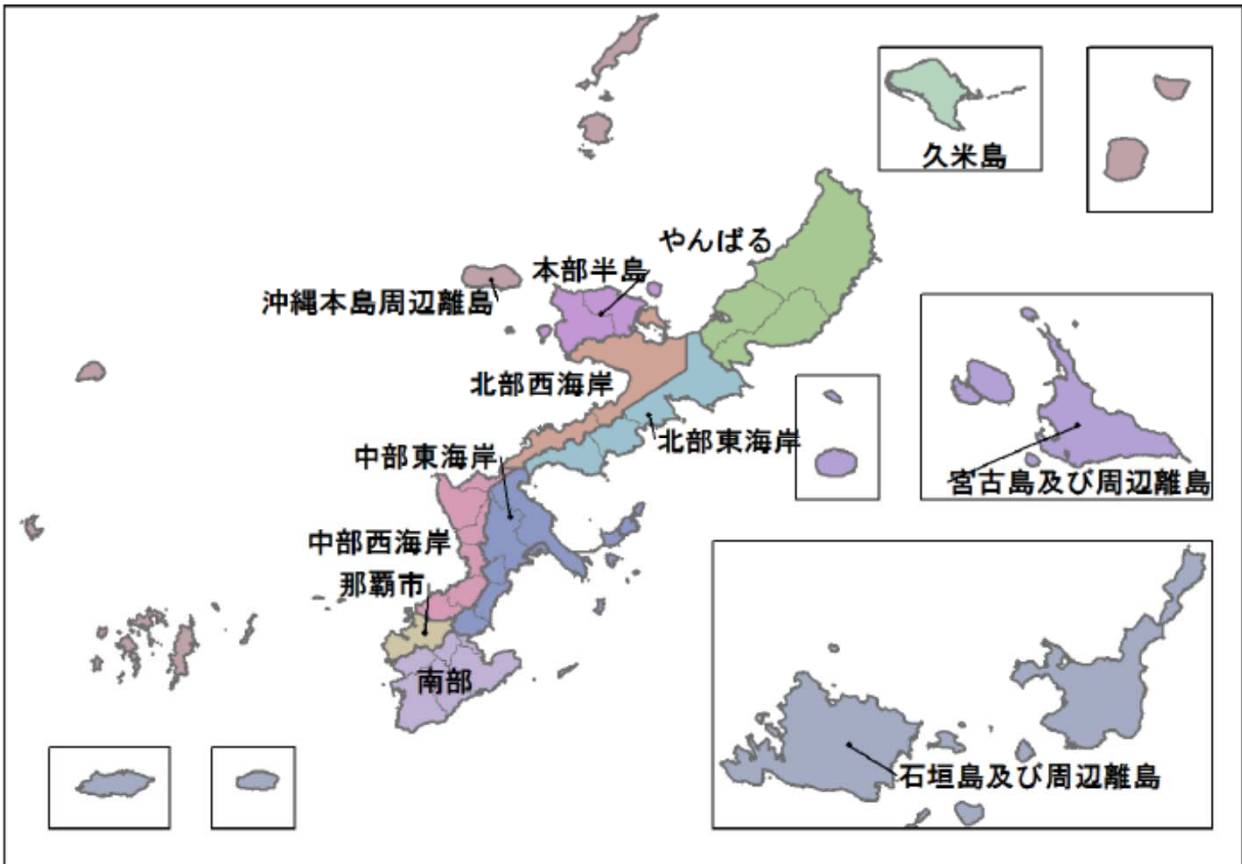 久米島
やんばる
本部半島
沖縄本島周辺離島
北部西海岸
北部東海岸
中部東海岸
宮古島及び周辺離島
中部西海岸
那覇市
南部
石垣島及び周辺離島